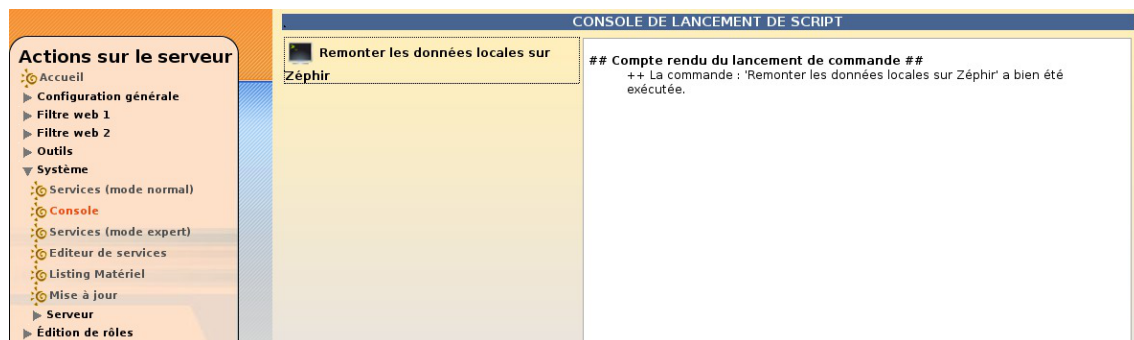 CONSOLE DE LANCEMENT DE SCRIPT
Actions sur le serveur
Accueil
Configuration générale
Filtre web 1
Filtre web 2
Outils
Système
Services (mode normal)
Console
Services (mode expert)
Editeur de services
Listing Matériel
Mise à jour
Serveur
Édition de rôles
Remonter les données locales sur
Zéphir
## Compte rendu du lancement de commande ##
++ La commande : 'Remonter les données locales sur Zéphir' a bien été
exécutée.